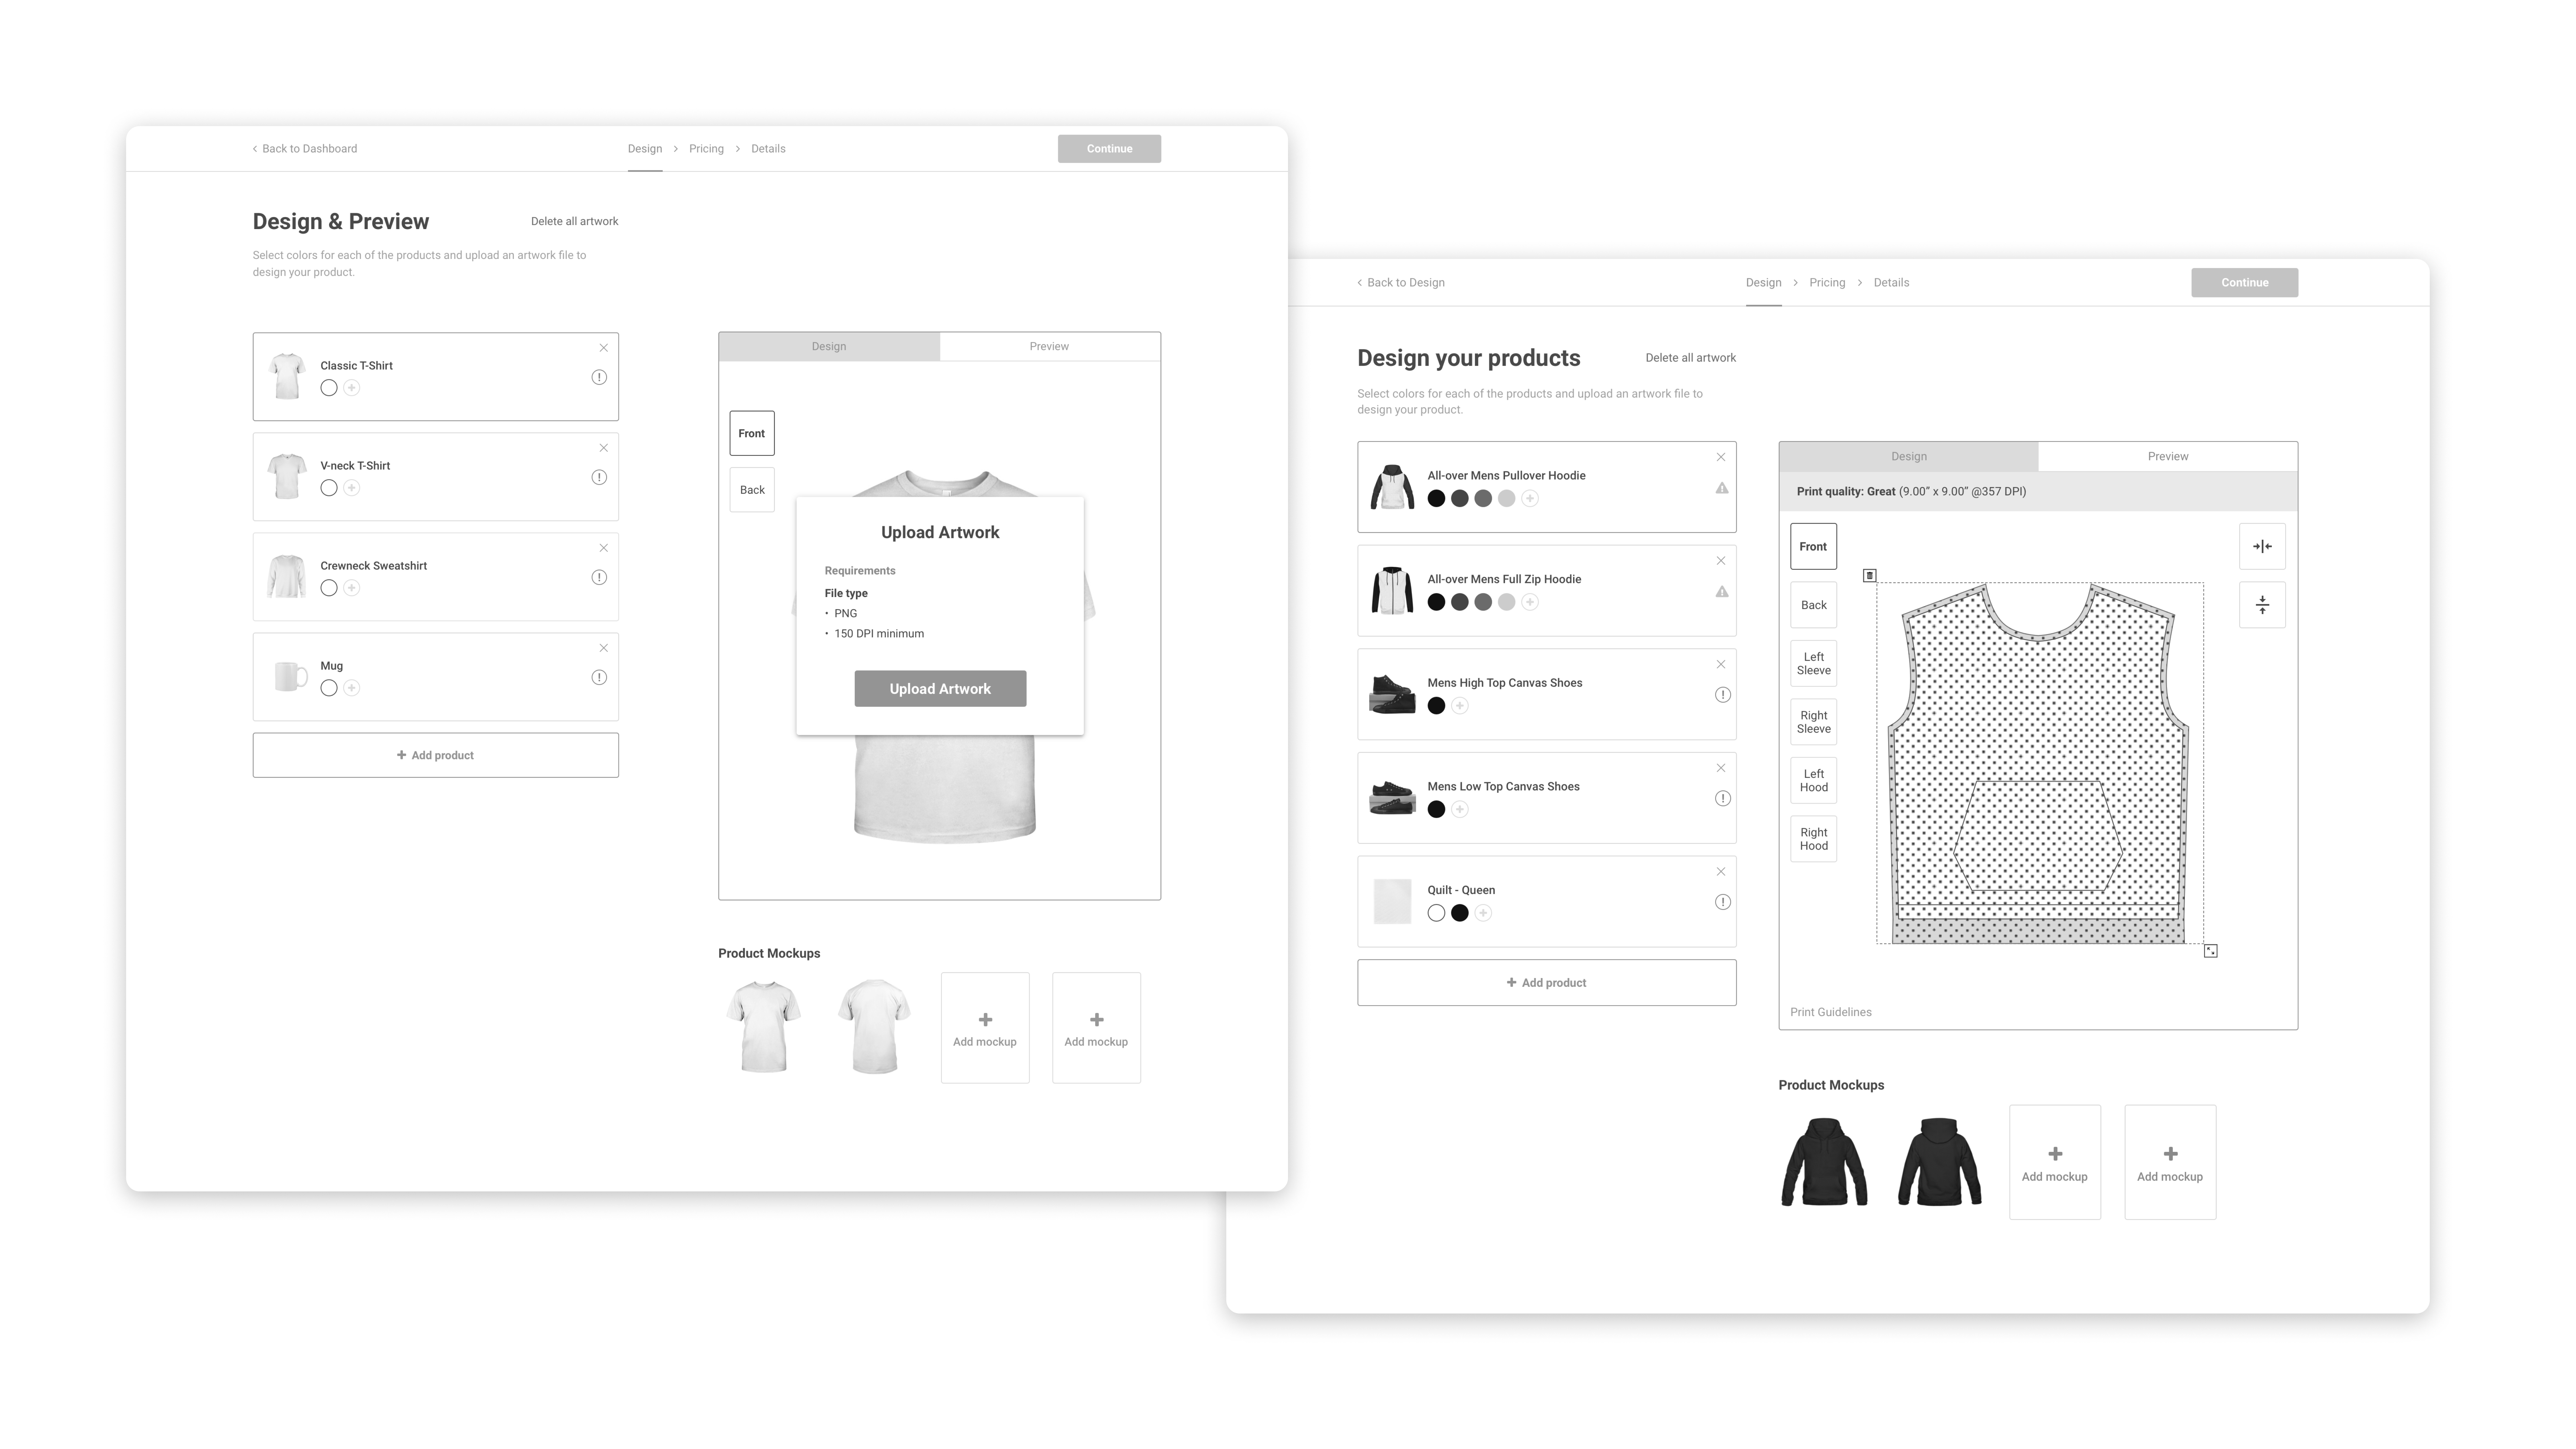 Back to Dashboard
Design > Pricing > Details
Continue
Design & Preview
Delete all artwork
Select colors for each of the products and upload an artwork file to
design your product.
Classic T-Shirt
V-neck T-Shirt
Crewneck Sweatshirt
Mug
Add product
Design
Preview
Front
Back
Upload Artwork
Requirements
File type
• PNG
• 150 DPI minimum
Upload Artwork
Product Mockups
Add mockup
Add mockup
Back to Design
Design > Pricing > Details
Continue
Design your products
Delete all artwork
Select colors for each of the products and upload an artwork file to
design your product.
All-over Mens Pullover Hoodie
All-over Mens Full Zip Hoodie
Mens High Top Canvas Shoes
Mens Low Top Canvas Shoes
Quilt - Queen
Add product
Design
Preview
Print quality: Great (9.00” x 9.00” @357 DPI)
Front
Back
Left
Sleeve
Right
Sleeve
Left
Hood
Right
Hood
Print Guidelines
Product Mockups
Add mockup
Add mockup